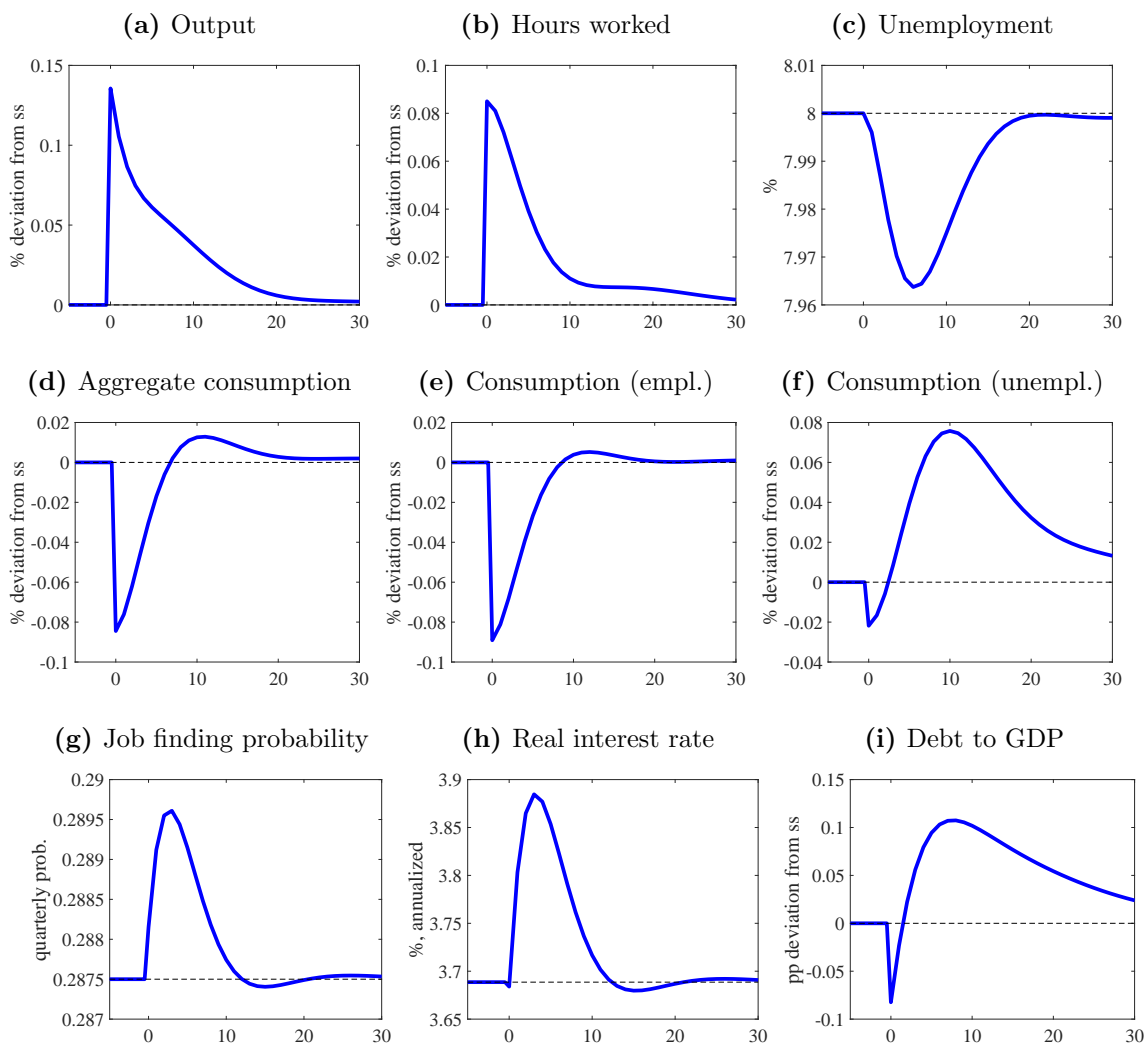 (a) Output
(b) Hours worked
(c) Unemployment
% deviation from ss
0.15
0.1
0.05
0
0 10 20 30
% deviation from ss
0.1
0.08
0.06
0.04
0.02
0
0 10 20 30
%
8.01
8
7.99
7.98
7.97
7.96
0 10 20 30
(d) Aggregate consumption
(e) Consumption (empl.)
(f) Consumption (unempl.)
% deviation from ss
0.02
0
-0.02
-0.04
-0.06
-0.08
-0.1
0 10 20 30
% deviation from ss
0.02
0
-0.02
-0.04
-0.06
-0.08
-0.1
0 10 20 30
% deviation from ss
0.08
0.06
0.04
0.02
0
-0.02
-0.04
0 10 20 30
(g) Job finding probability
(h) Real interest rate
(i) Debt to GDP
quarterly prob.
0.29
0.2895
0.289
0.2885
0.288
0.2875
0.287
0 10 20 30
%, annualized
3.9
3.85
3.8
3.75
3.7
3.65
0 10 20 30
pp deviation from ss
0.15
0.1
0.05
0
-0.05
-0.1
0 10 20 30